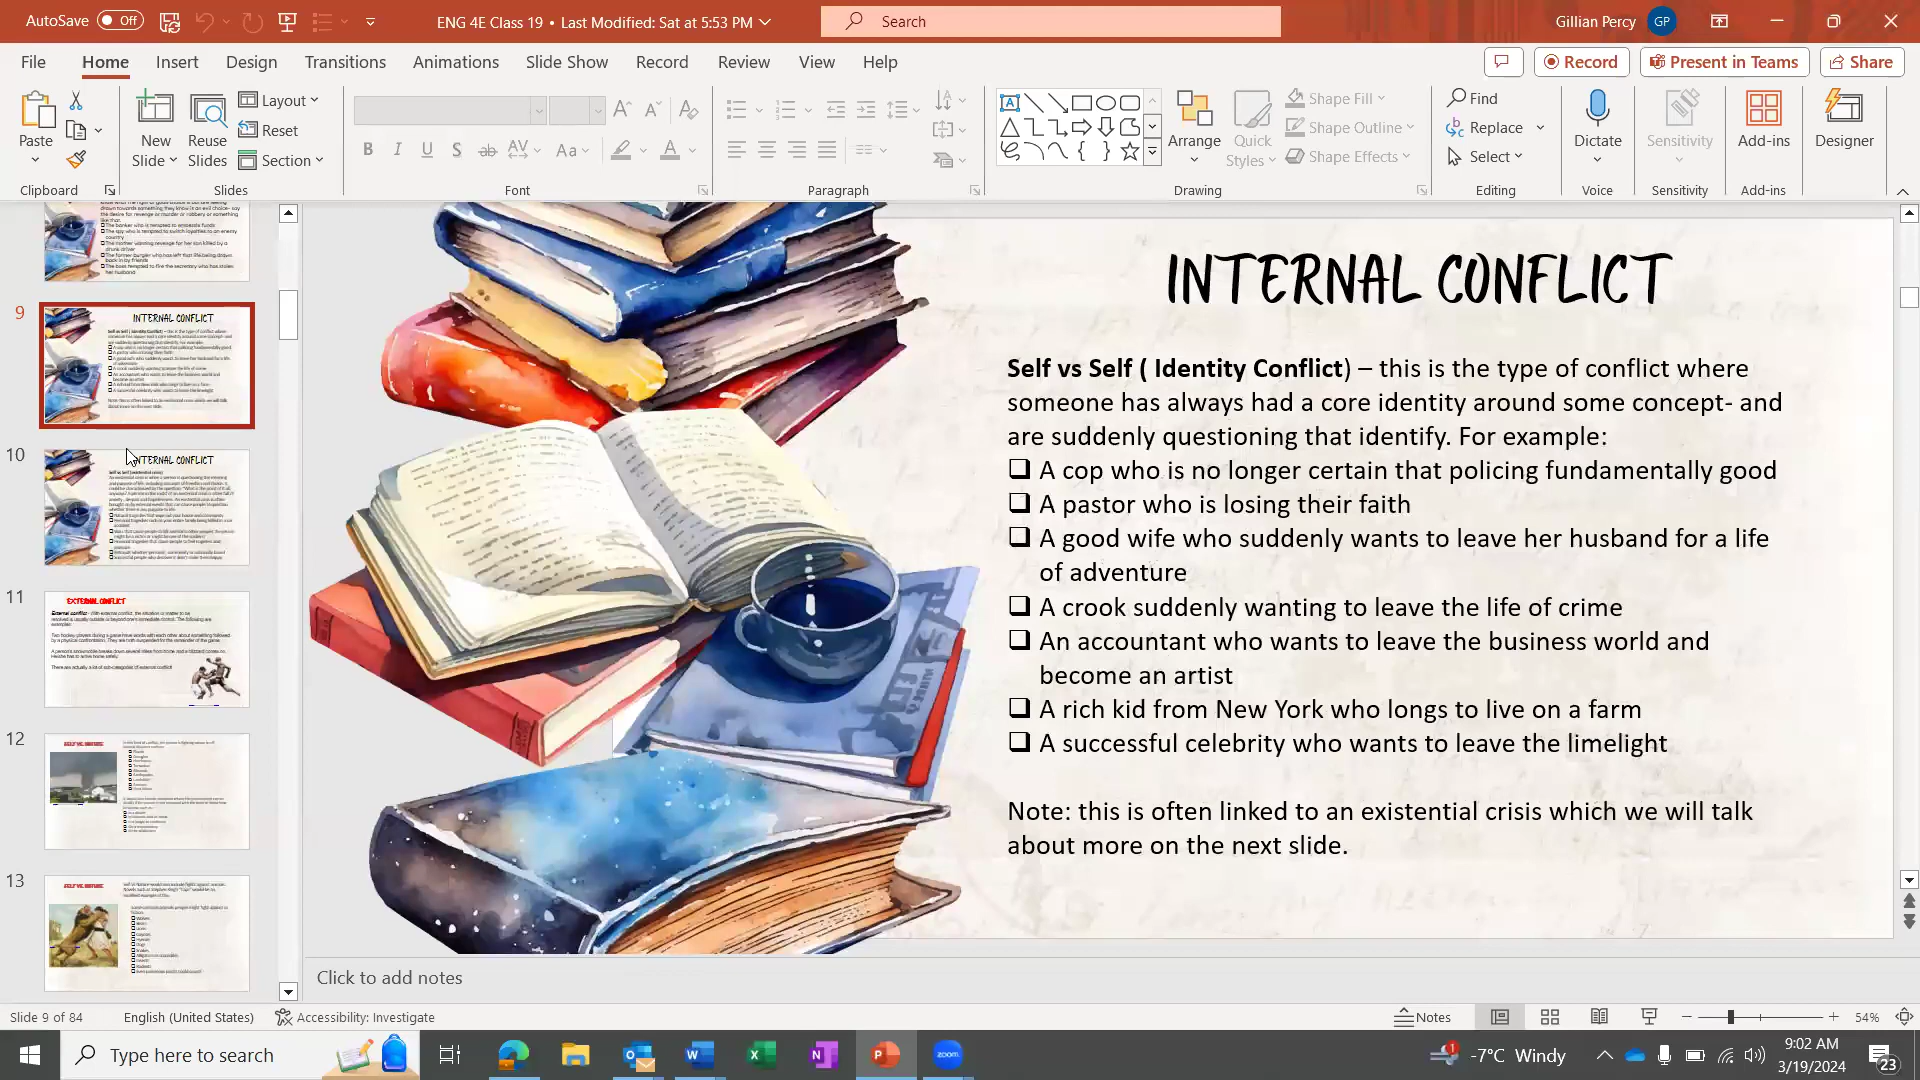 AutoSave Off
ENG 4E Class 19 • Last Modified: Sat at 5:53 PM
Search
Gillian Percy GP
File Home Insert Design Transitions Animations Slide Show Record Review View Help
Record Present in Teams Share
Paste
New Slide
Reuse Slides
Layout
Reset
Section
Arrange
Quick Styles
Shape Fill
Shape Outline
Shape Effects
Find
Replace
Select
Dictate
Sensitivity
Add-ins
Designer
Clipboard Slides Font Paragraph Drawing Editing Voice Sensitivity Add-ins
9
INTERNAL CONFLICT
10
INTERNAL CONFLICT
11
EXTERNAL CONFLICT
12
SELF VS. NATURE
13
SELF VS. NATURE
INTERNAL CONFLICT
Self vs Self ( Identity Conflict) – this is the type of conflict where
someone has always had a core identity around some concept- and
are suddenly questioning that identify. For example:
A cop who is no longer certain that policing fundamentally good
A pastor who is losing their faith
A good wife who suddenly wants to leave her husband for a life
of adventure
A crook suddenly wanting to leave the life of crime
An accountant who wants to leave the business world and
become an artist
A rich kid from New York who longs to live on a farm
A successful celebrity who wants to leave the limelight
Note: this is often linked to an existential crisis which we will talk
about more on the next slide.
Click to add notes
Slide 9 of 84 English (United States) Accessibility: Investigate
Notes 54%
Type here to search
zoom
1
-7°C Windy
9:02 AM
3/19/2024
23